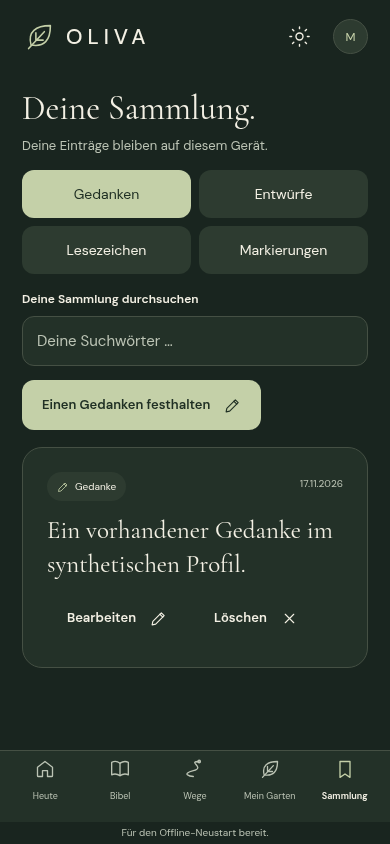 OLIVA
M
Deine Sammlung.
Deine Einträge bleiben auf diesem Gerät.
Gedanken
Entwürfe
Lesezeichen
Markierungen
Deine Sammlung durchsuchen
Deine Suchwörter ...
Einen Gedanken festhalten
Gedanke
17.11.2026
Ein vorhandener Gedanke im
synthetischen Profil.
Bearbeiten
Löschen
Heute
Bibel
Wege
Mein Garten
Sammlung
Für den Offline-Neustart bereit.